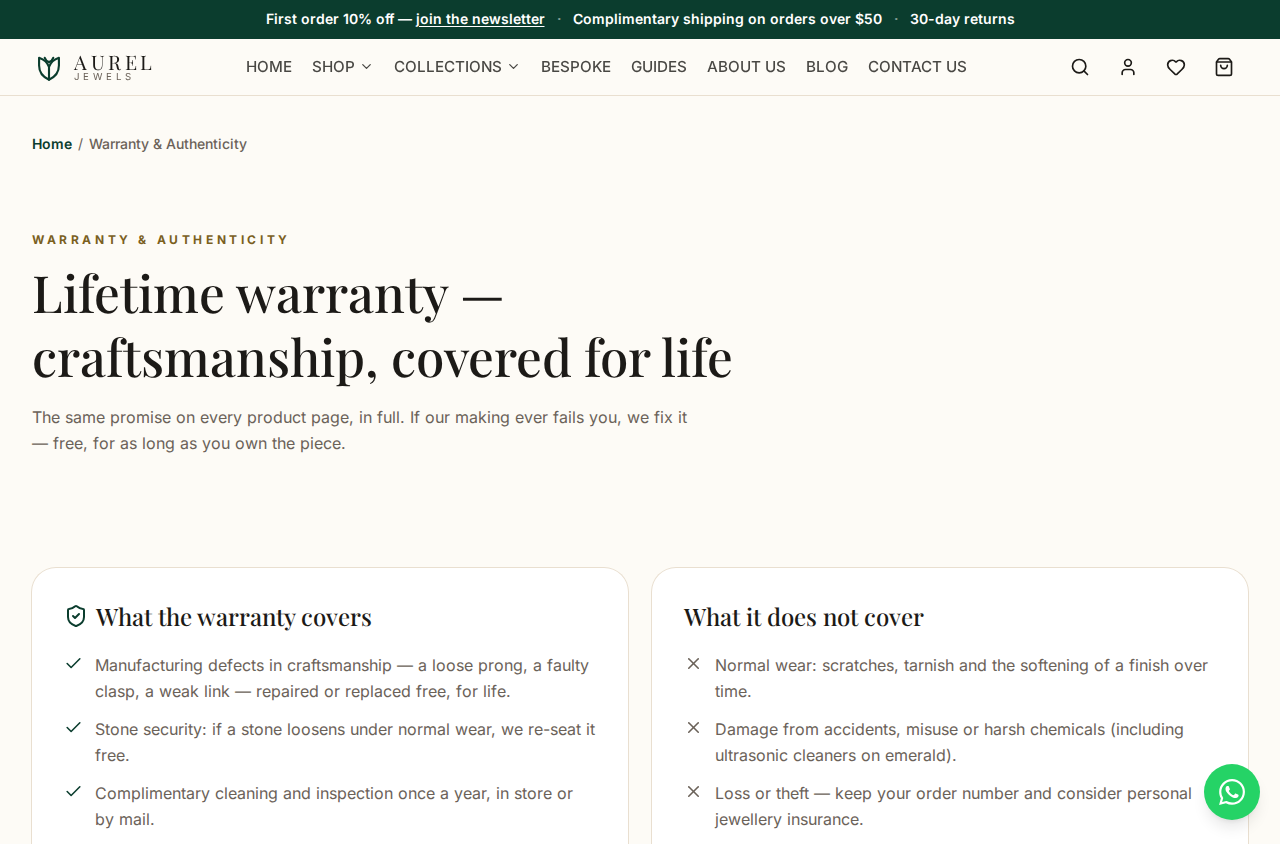 First order 10% off — join the newsletter · Complimentary shipping on orders over $50 · 30-day returns
AUREL
JEWELS
HOME SHOP COLLECTIONS BESPOKE GUIDES ABOUT US BLOG CONTACT US
Home / Warranty & Authenticity
WARRANTY & AUTHENTICITY
Lifetime warranty —
craftsmanship, covered for life
The same promise on every product page, in full. If our making ever fails you, we fix it
— free, for as long as you own the piece.
What the warranty covers
Manufacturing defects in craftsmanship — a loose prong, a faulty
clasp, a weak link — repaired or replaced free, for life.
Stone security: if a stone loosens under normal wear, we re-seat it
free.
Complimentary cleaning and inspection once a year, in store or
by mail.
What it does not cover
Normal wear: scratches, tarnish and the softening of a finish over
time.
Damage from accidents, misuse or harsh chemicals (including
ultrasonic cleaners on emerald).
Loss or theft — keep your order number and consider personal
jewellery insurance.